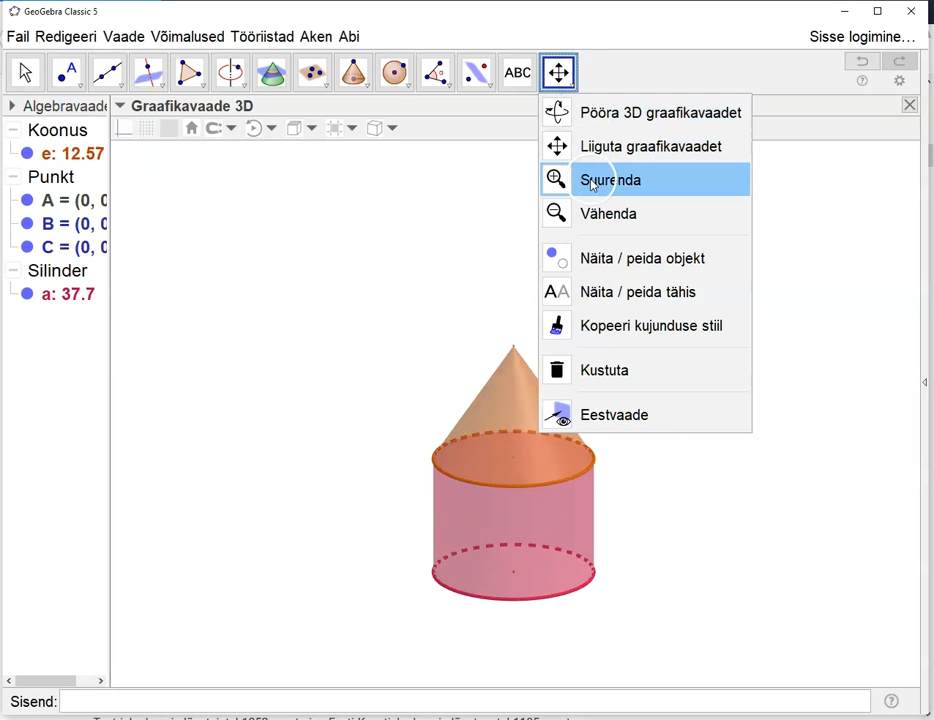 GeoGebra Classic 5
Fail Redigeeri Vaade Võimalused Tööriistad Aken Abi
Sisse logimine...
ABC
Algebravaade
Graafikavaade 3D
Koonus
e: 12.57
Punkt
A = (0, 0
B = (0, 0
C = (0, 0
Silinder
a: 37.7
Pööra 3D graafikavaadet
Liiguta graafikavaadet
Suurenda
Vähenda
Näita / peida objekt
AA Näita / peida tähis
Kopeeri kujunduse stiil
Kustuta
Eestvaade
Sisend: